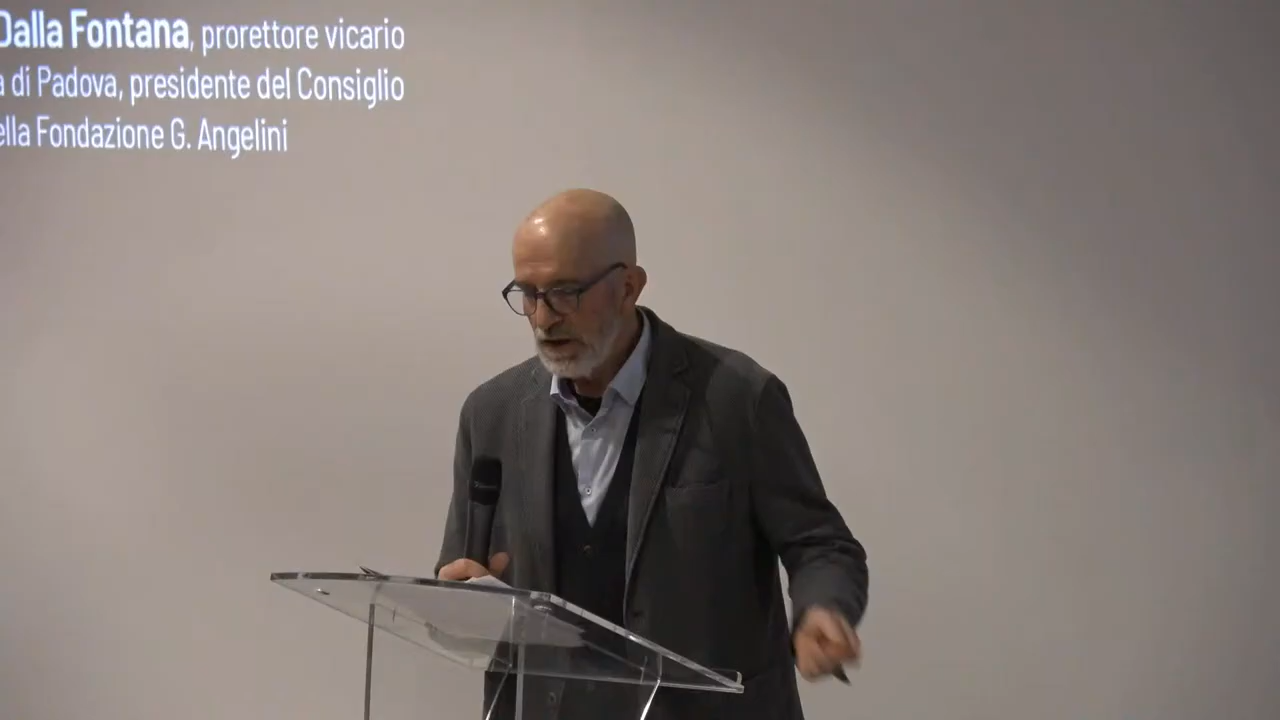 Dalla Fontana, prorettore vicario
a di Padova, presidente del Consiglio
ella Fondazione G. Angelini